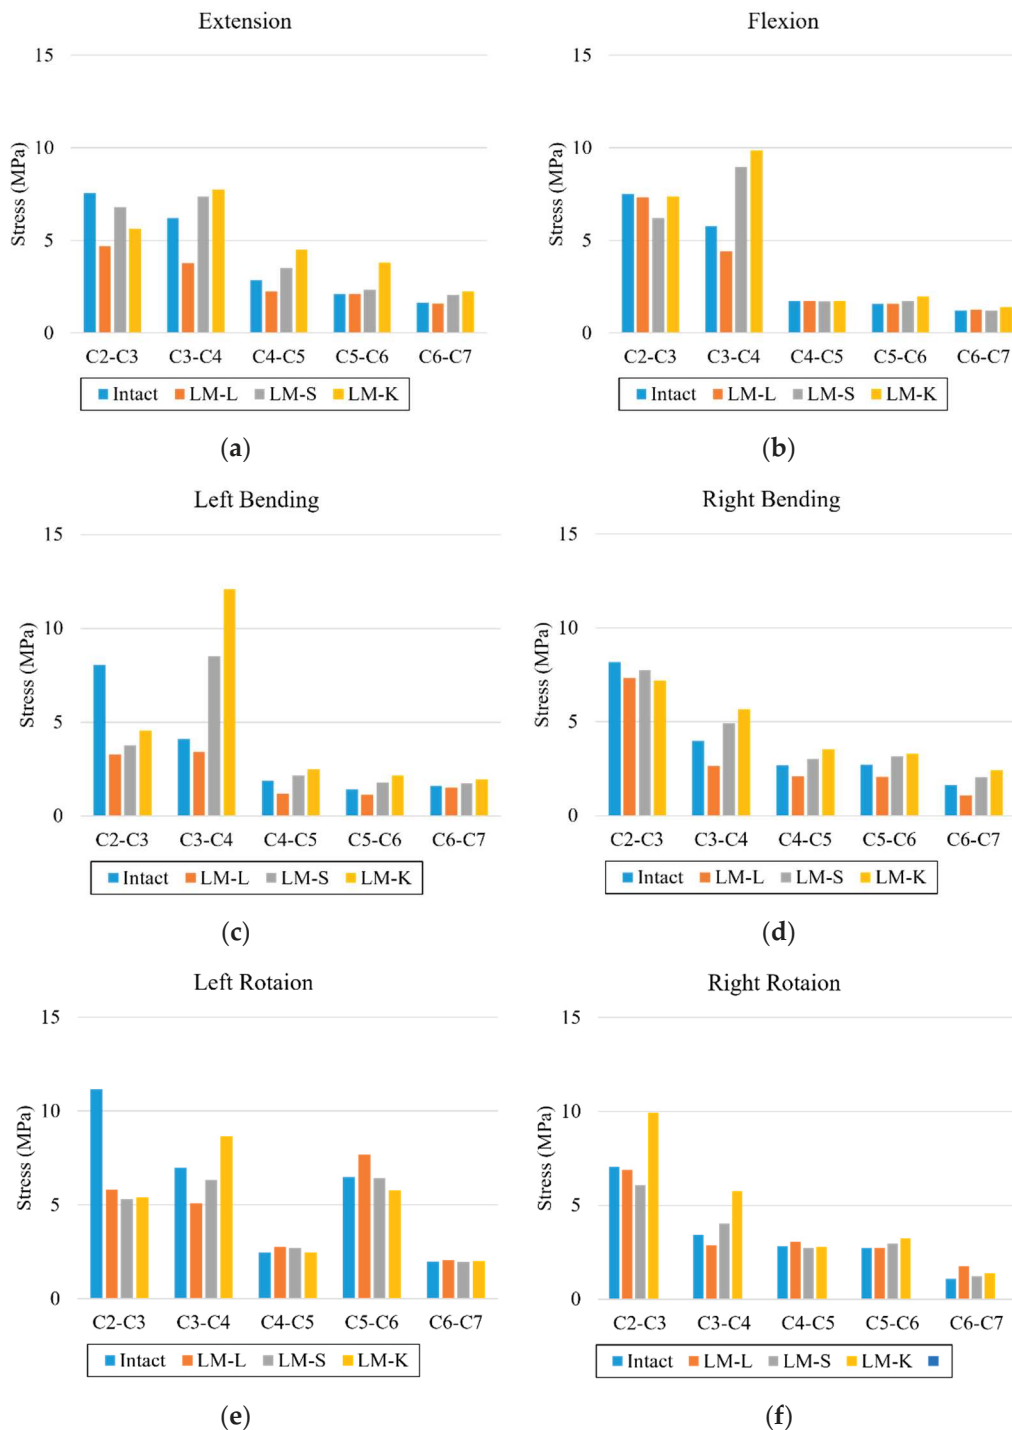 Extension
Stress (MPa)
15
10
5
0
C2-C3 C3-C4 C4-C5 C5-C6 C6-C7
Intact LM-L LM-S LM-K
(a)
Flexion
Stress (MPa)
15
10
5
0
C2-C3 C3-C4 C4-C5 C5-C6 C6-C7
Intact LM-L LM-S LM-K
(b)
Left Bending
Stress (MPa)
15
10
5
0
C2-C3 C3-C4 C4-C5 C5-C6 C6-C7
Intact LM-L LM-S LM-K
(c)
Right Bending
Stress (MPa)
15
10
5
0
C2-C3 C3-C4 C4-C5 C5-C6 C6-C7
Intact LM-L LM-S LM-K
(d)
Left Rotaion
Stress (MPa)
15
10
5
0
C2-C3 C3-C4 C4-C5 C5-C6 C6-C7
Intact LM-L LM-S LM-K
(e)
Right Rotaion
Stress (MPa)
15
10
5
0
C2-C3 C3-C4 C4-C5 C5-C6 C6-C7
Intact LM-L LM-S LM-K
(f)